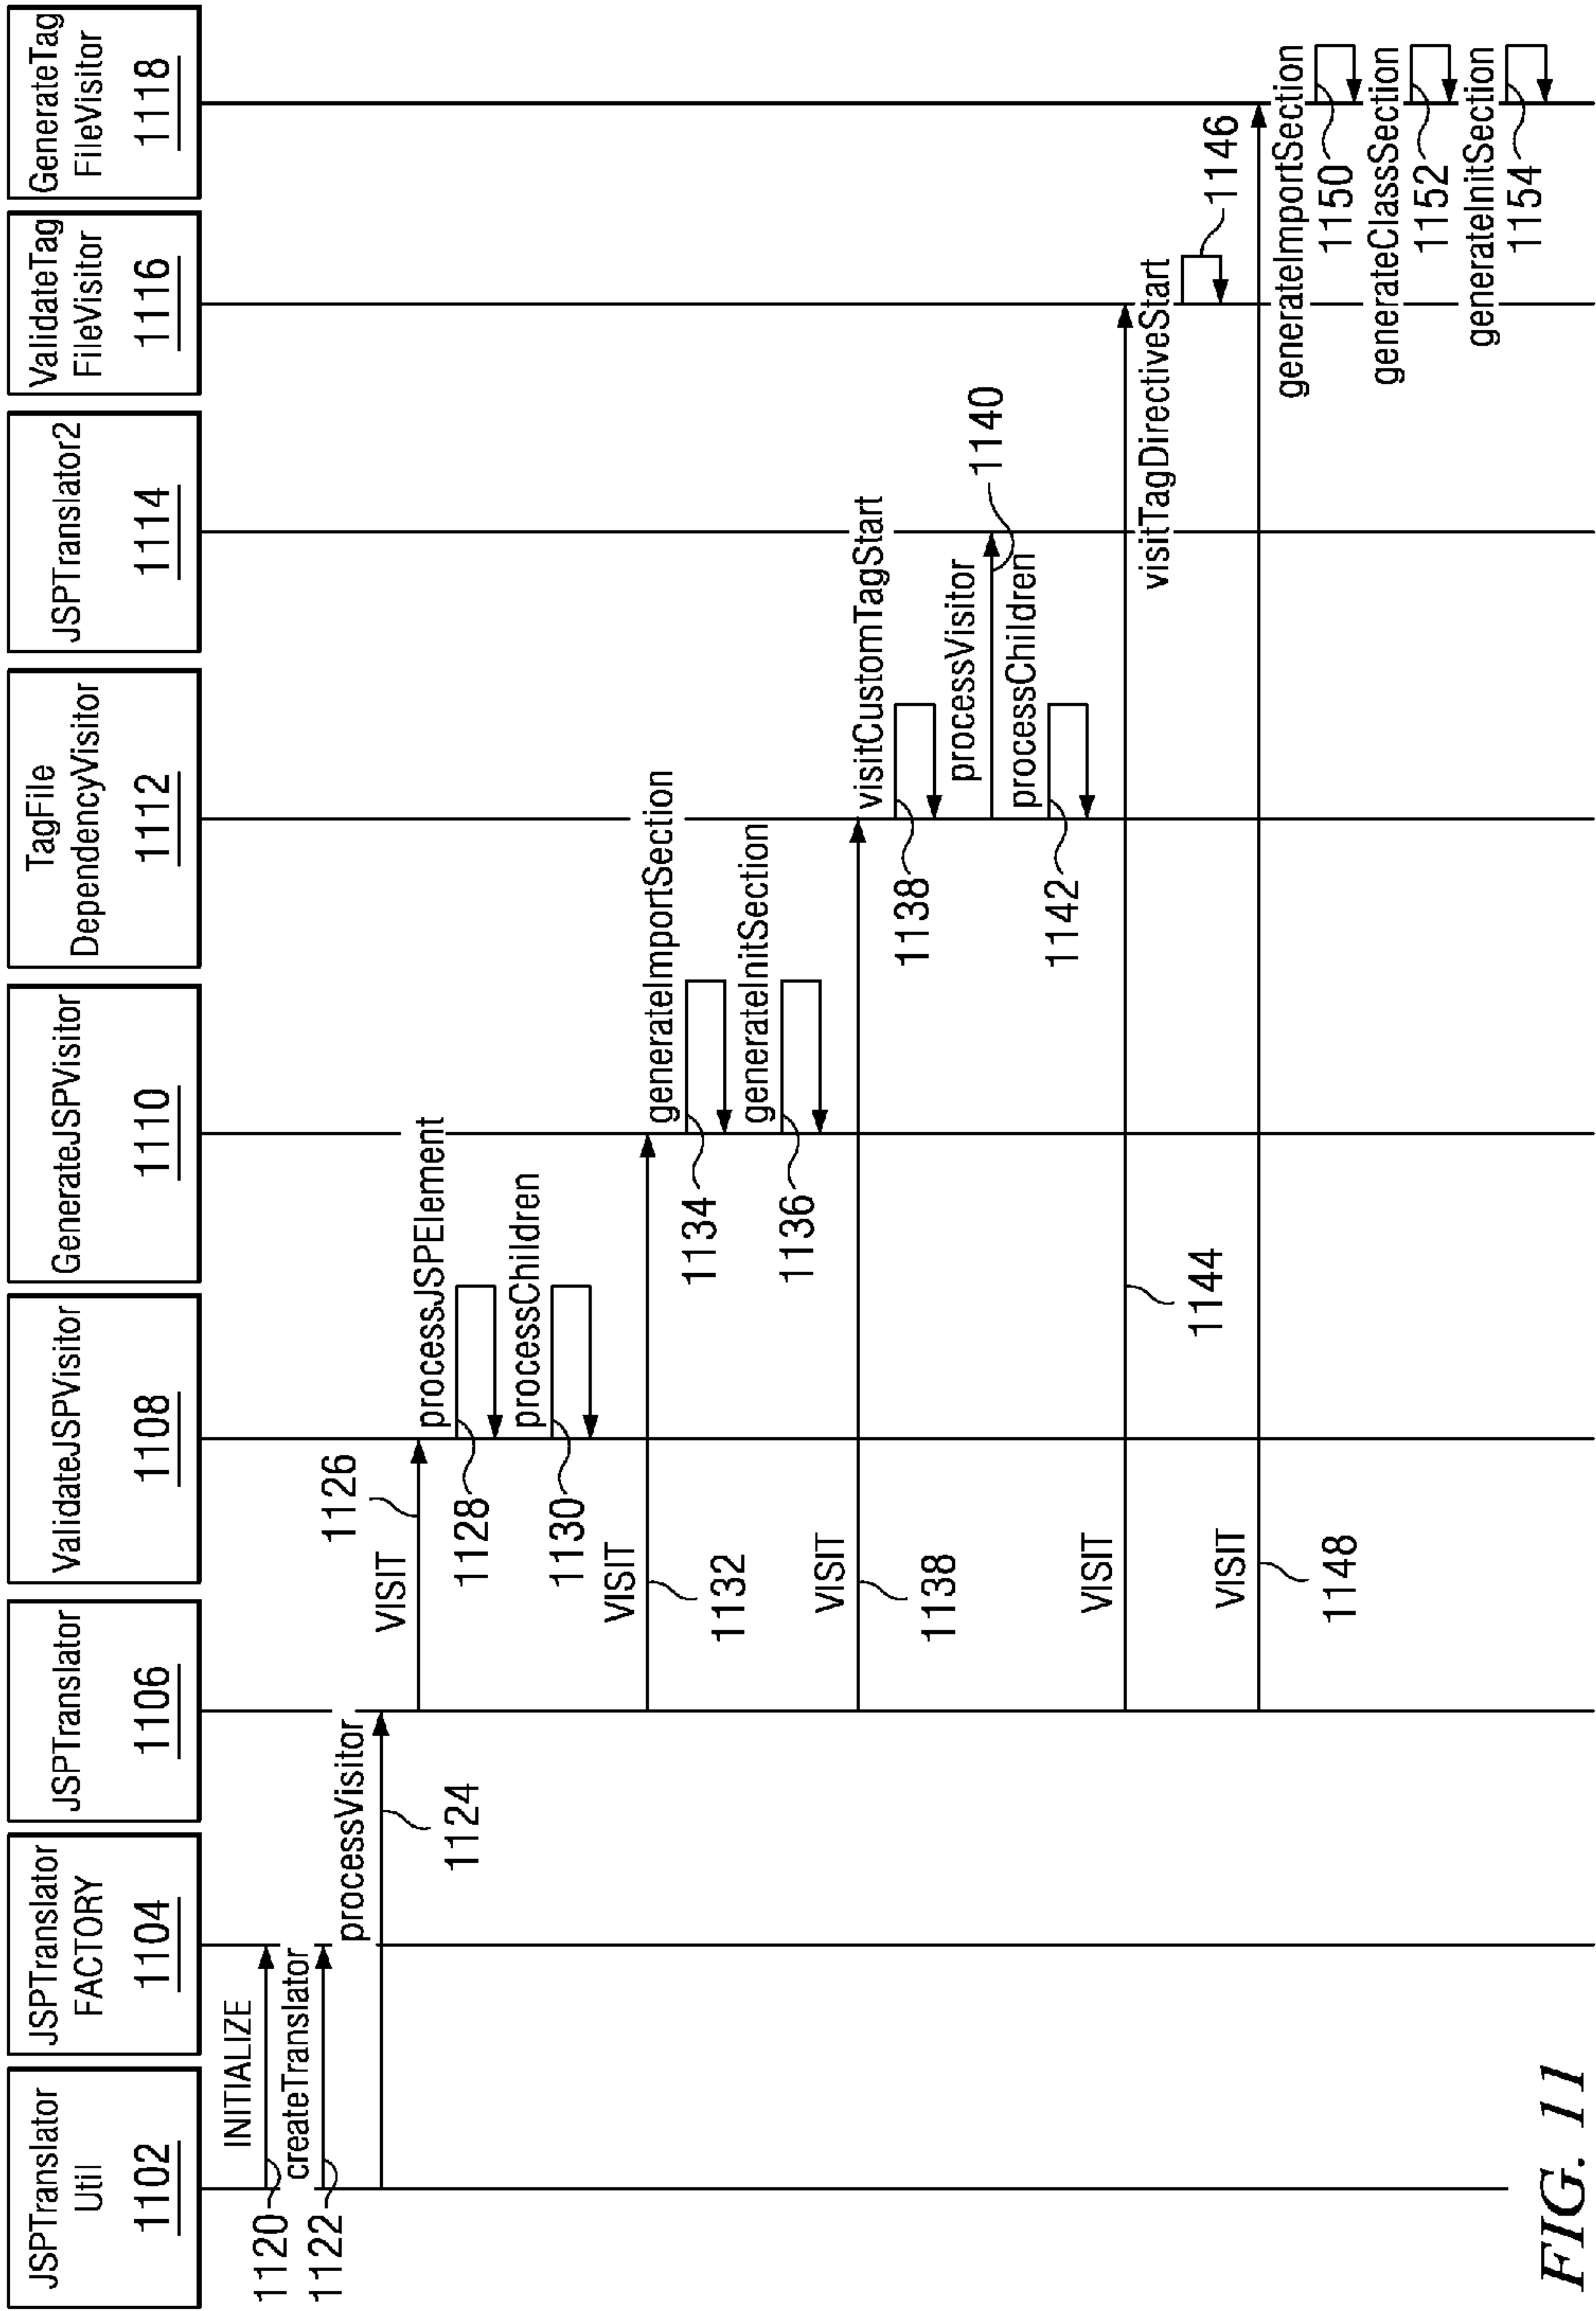 JSPTranslator
Util
1102
JSPTranslator
FACTORY
1104
JSPTranslator
1106
ValidateJSPVisitor
1108
GenerateJSPVisitor
1110
TagFile
DependencyVisitor
1112
JSPTranslator2
1114
ValidateTag
FileVisitor
1116
GenerateTag
FileVisitor
1118
INITIALIZE
1120
createTranslator
1122
processVisitor
1124
VISIT
1126
processJSPElement
1128
processChildren
1130
VISIT
1132
generateImportSection
1134
generateInitSection
1136
VISIT
1138
visitCustomTagStart
1138
processVisitor
1140
processChildren
1142
VISIT
1144
visitTagDirectiveStart
1146
VISIT
1148
generateImportSection
1150
generateClassSection
1152
generateInitSection
1154
FIG. 11